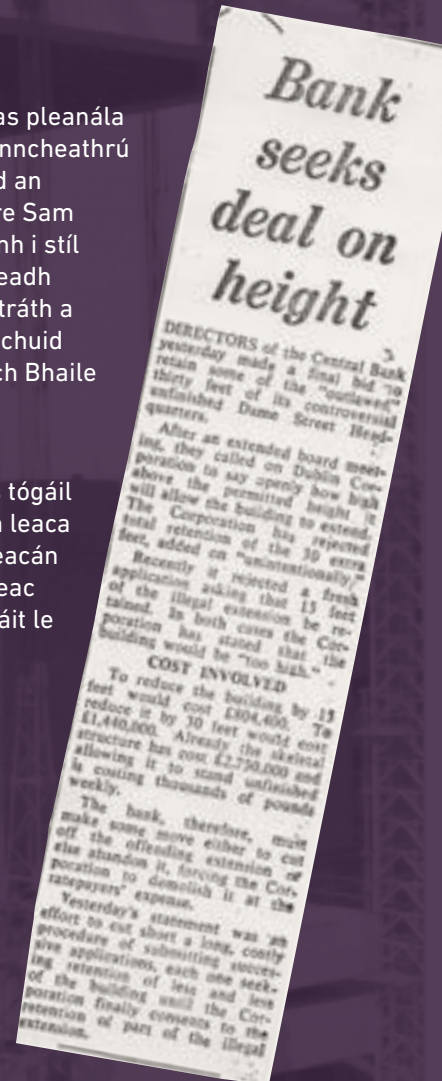 as pleanála
nncheathrú
d an
re Sam
nh i stíl
eadh
tráth a
chuid
ch Bhaile
tógáil
leaca
eacán
eac
áit le
Bank
seeks
deal on
height
DIRECTORS of the Central Bank
yesterday made a final bid to
retain some of the "outlawed"
thirty feet of its controversial
unfinished Dame Street Head-
quarters.
After an extended board meet-
ing, they called on Dublin Cor-
poration to say openly how high
above the permitted height it
will allow the building to extend.
The Corporation has rejected
total retention of the 30 extra
feet, added on "unintentionally."
Recently it rejected a fresh
application asking that 15 feet
of the illegal extension be re-
tained. In both cases the Cor-
poration has stated that the
building would be "too high."
COST INVOLVED
To reduce the building by 15
feet would cost £804,400. To
reduce it by 30 feet would cost
£1,440,000. Already the skeletal
structure has cost £2,750,000 and
allowing it to stand unfinished
is costing thousands of pounds
weekly.
The bank, therefore, must
make some move either to cut
off the offending extension or
else abandon it, forcing the Cor-
poration to demolish it at the
ratepayers' expense.
Yesterday's statement was an
effort to cut short a long, costly
procedure of submitting succes-
sive applications, each one seek-
ing retention of less and less
of the building until the Cor-
poration finally consents to the
retention of part of the illegal
extension.